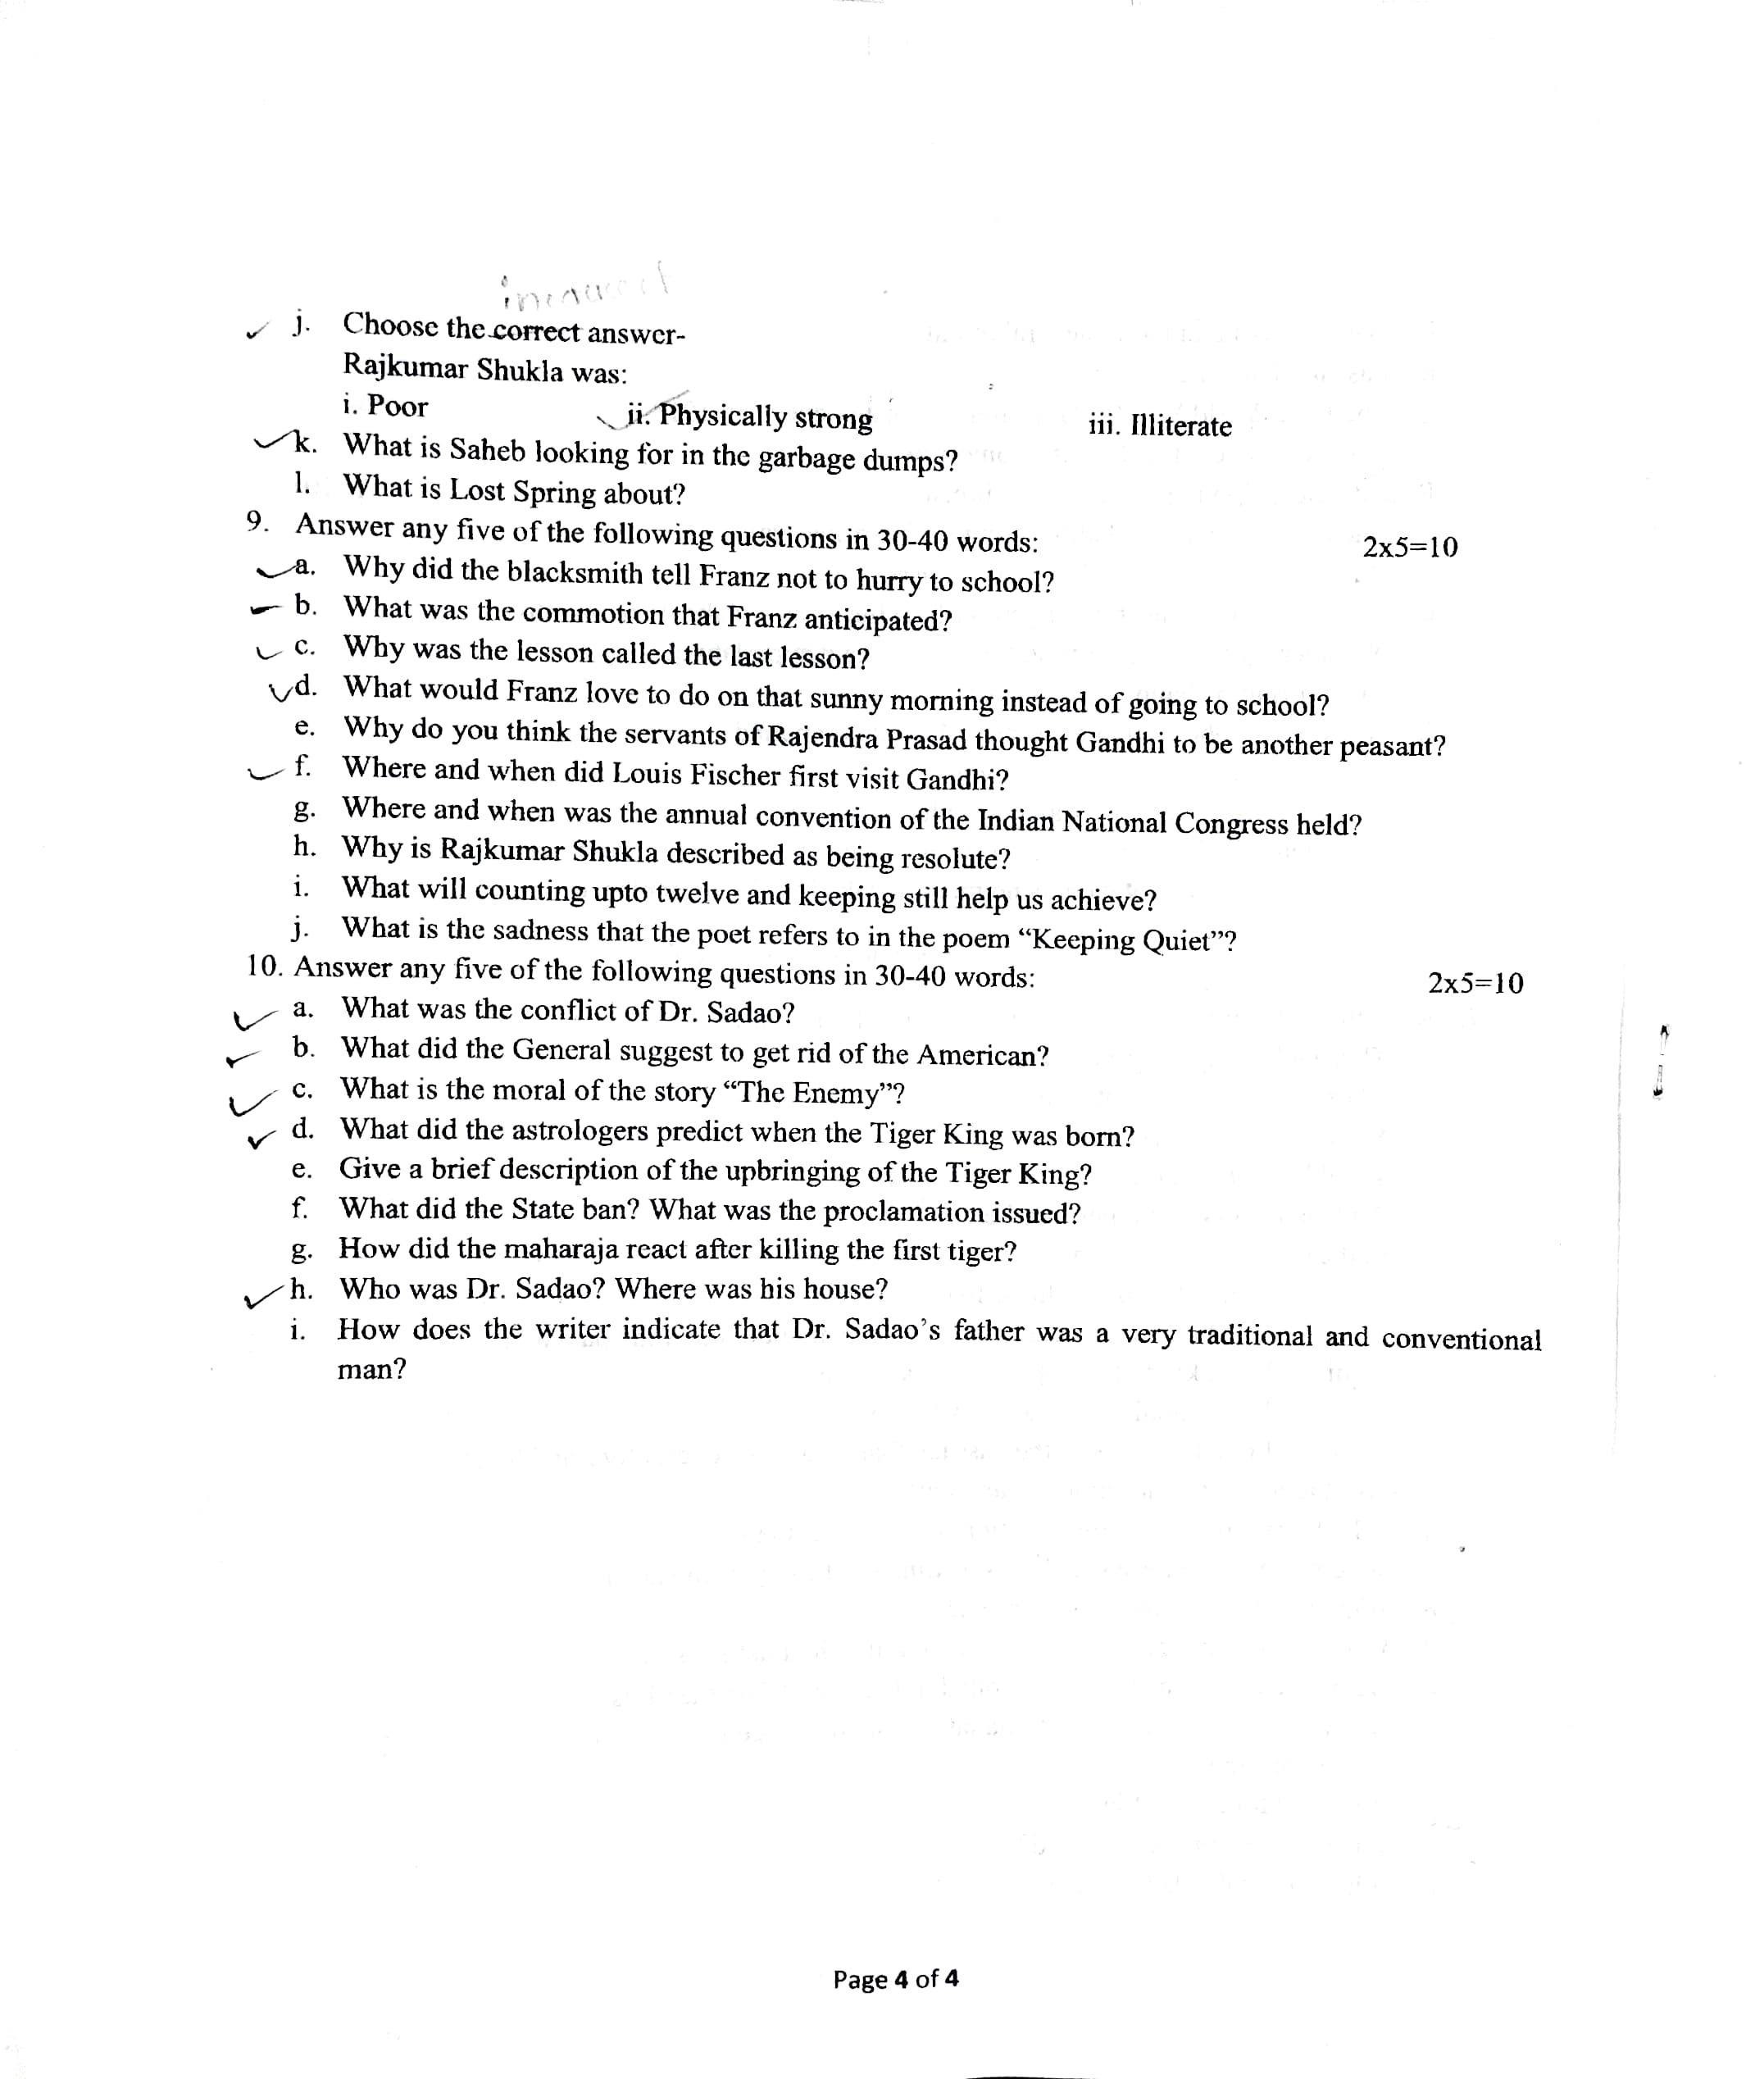 j. Choose the correct answer-
Rajkumar Shukla was:
i. Poor ii. Physically strong iii. Illiterate
k. What is Saheb looking for in the garbage dumps?
l. What is Lost Spring about?
9. Answer any five of the following questions in 30-40 words: 2x5=10
a. Why did the blacksmith tell Franz not to hurry to school?
b. What was the commotion that Franz anticipated?
c. Why was the lesson called the last lesson?
d. What would Franz love to do on that sunny morning instead of going to school?
e. Why do you think the servants of Rajendra Prasad thought Gandhi to be another peasant?
f. Where and when did Louis Fischer first visit Gandhi?
g. Where and when was the annual convention of the Indian National Congress held?
h. Why is Rajkumar Shukla described as being resolute?
i. What will counting upto twelve and keeping still help us achieve?
j. What is the sadness that the poet refers to in the poem “Keeping Quiet”?
10. Answer any five of the following questions in 30-40 words: 2x5=10
a. What was the conflict of Dr. Sadao?
b. What did the General suggest to get rid of the American?
c. What is the moral of the story “The Enemy”?
d. What did the astrologers predict when the Tiger King was born?
e. Give a brief description of the upbringing of the Tiger King?
f. What did the State ban? What was the proclamation issued?
g. How did the maharaja react after killing the first tiger?
h. Who was Dr. Sadao? Where was his house?
i. How does the writer indicate that Dr. Sadao’s father was a very traditional and conventional
man?
Page 4 of 4